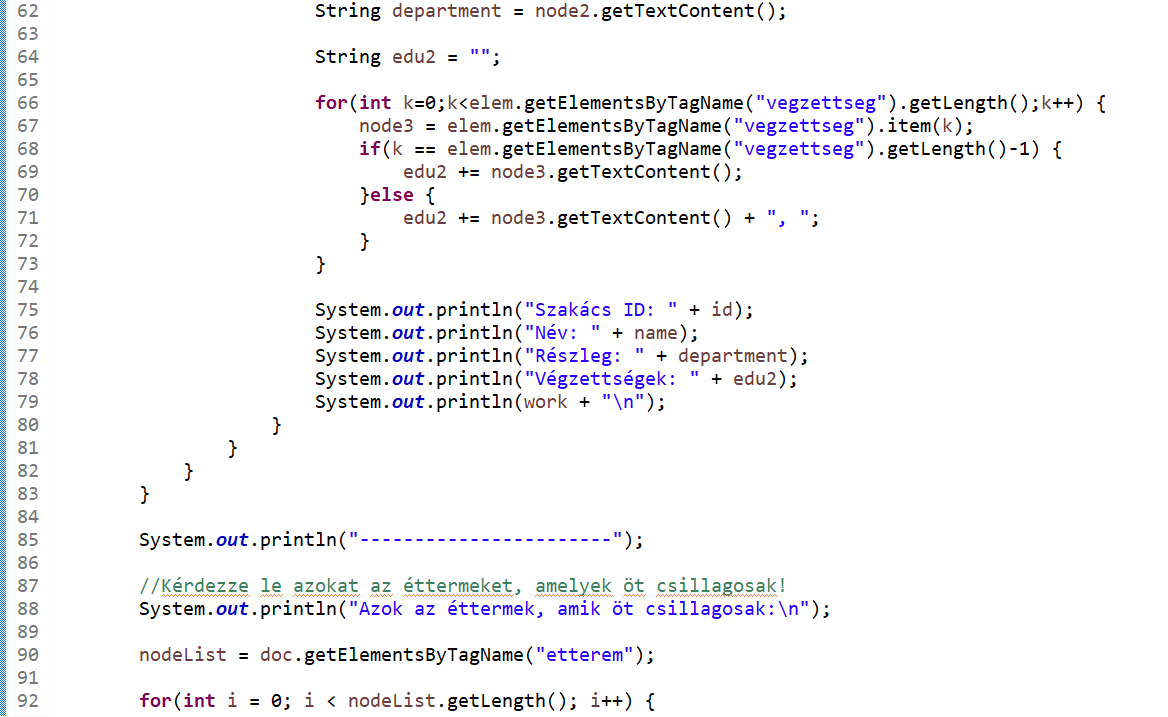 62 String department = node2.getTextContent();
63
64 String edu2 = "";
65
66 for(int k=0;k<elem.getElementsByTagName("vegzettseg").getLength();k++) {
67 node3 = elem.getElementsByTagName("vegzettseg").item(k);
68 if(k == elem.getElementsByTagName("vegzettseg").getLength()-1) {
69 edu2 += node3.getTextContent();
70 }else {
71 edu2 += node3.getTextContent() + ", ";
72 }
73 }
74
75 System.out.println("Szakács ID: " + id);
76 System.out.println("Név: " + name);
77 System.out.println("Részleg: " + department);
78 System.out.println("Végzettségek: " + edu2);
79 System.out.println(work + "\n");
80 }
81 }
82 }
83 }
84
85 System.out.println("-----------------------");
86
87 //Kérdezze le azokat az éttermeket, amelyek öt csillagosak!
88 System.out.println("Azok az éttermek, amik öt csillagosak:\n");
89
90 nodeList = doc.getElementsByTagName("etterem");
91
92 for(int i = 0; i < nodeList.getLength(); i++) {